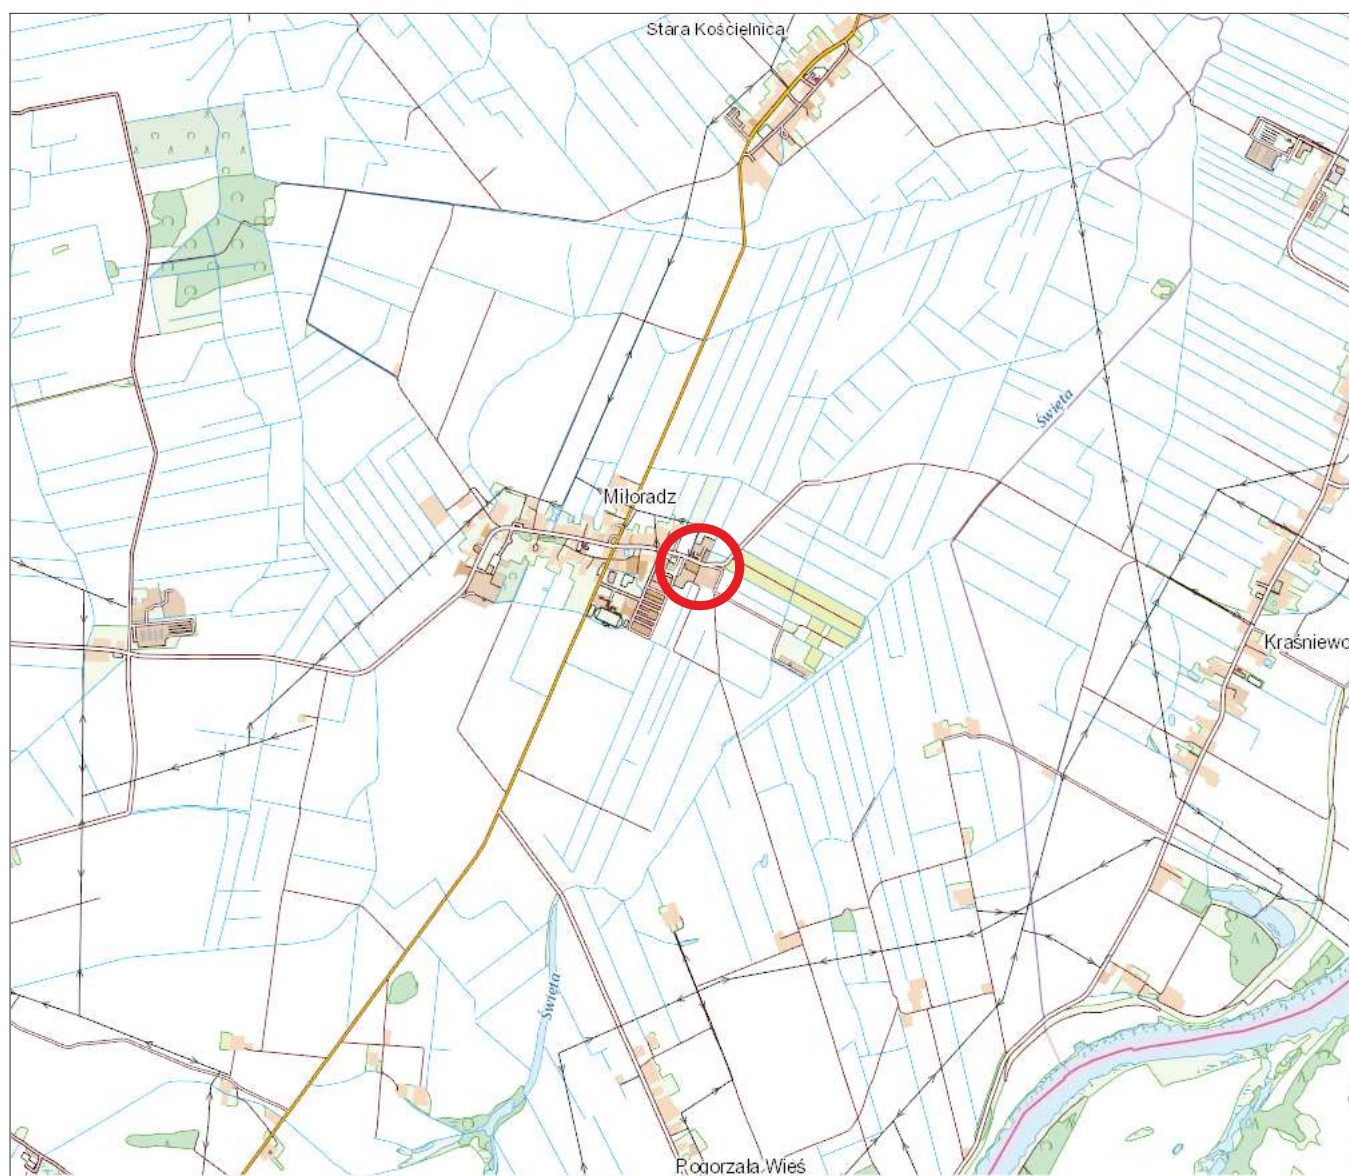 Stara Kościelnica
Święta
Miłoradz
Kraśniewo
Święta
Pogorzała Wieś